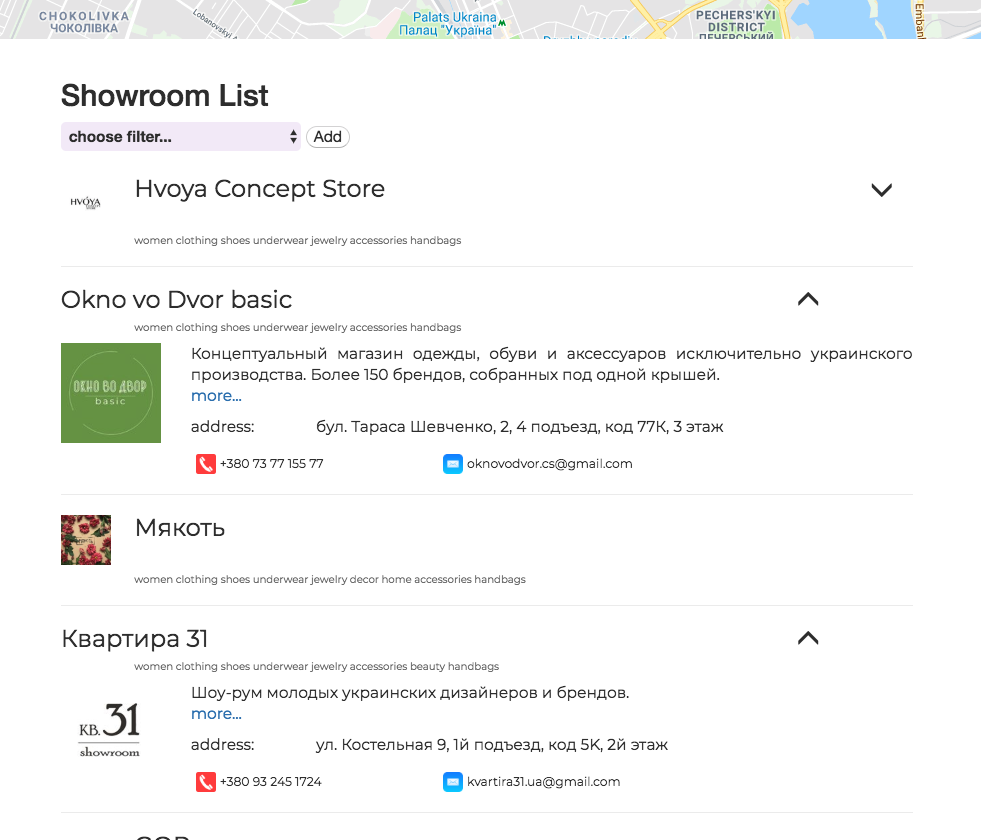 CHOKOLIVKA
ЧОКОЛІВКА
Lobanovskyi A
Palats Ukraina
Палац "Україна"
PECHERS'KYI
DISTRICT
ПЕЧЕРСЬКИЙ
Embank
Showroom List
choose filter...
Add
HVOYA
Hvoya Concept Store
women clothing shoes underwear jewelry accessories handbags
Okno vo Dvor basic
women clothing shoes underwear jewelry accessories handbags
ОКНО ВО ДВОР
basic
Концептуальный магазин одежды, обуви и аксессуаров исключительно украинского
производства. Более 150 брендов, собранных под одной крышей.
more...
address: бул. Тараса Шевченко, 2, 4 подъезд, код 77К, 3 этаж
+380 73 77 155 77 oknovodvor.cs@gmail.com
Мякоть
women clothing shoes underwear jewelry decor home accessories handbags
Квартира 31
women clothing shoes underwear jewelry accessories beauty handbags
КВ.31
showroom
Шоу-рум молодых украинских дизайнеров и брендов.
more...
address: ул. Костельная 9, 1й подъезд, код 5К, 2й этаж
+380 93 245 1724 kvartira31.ua@gmail.com